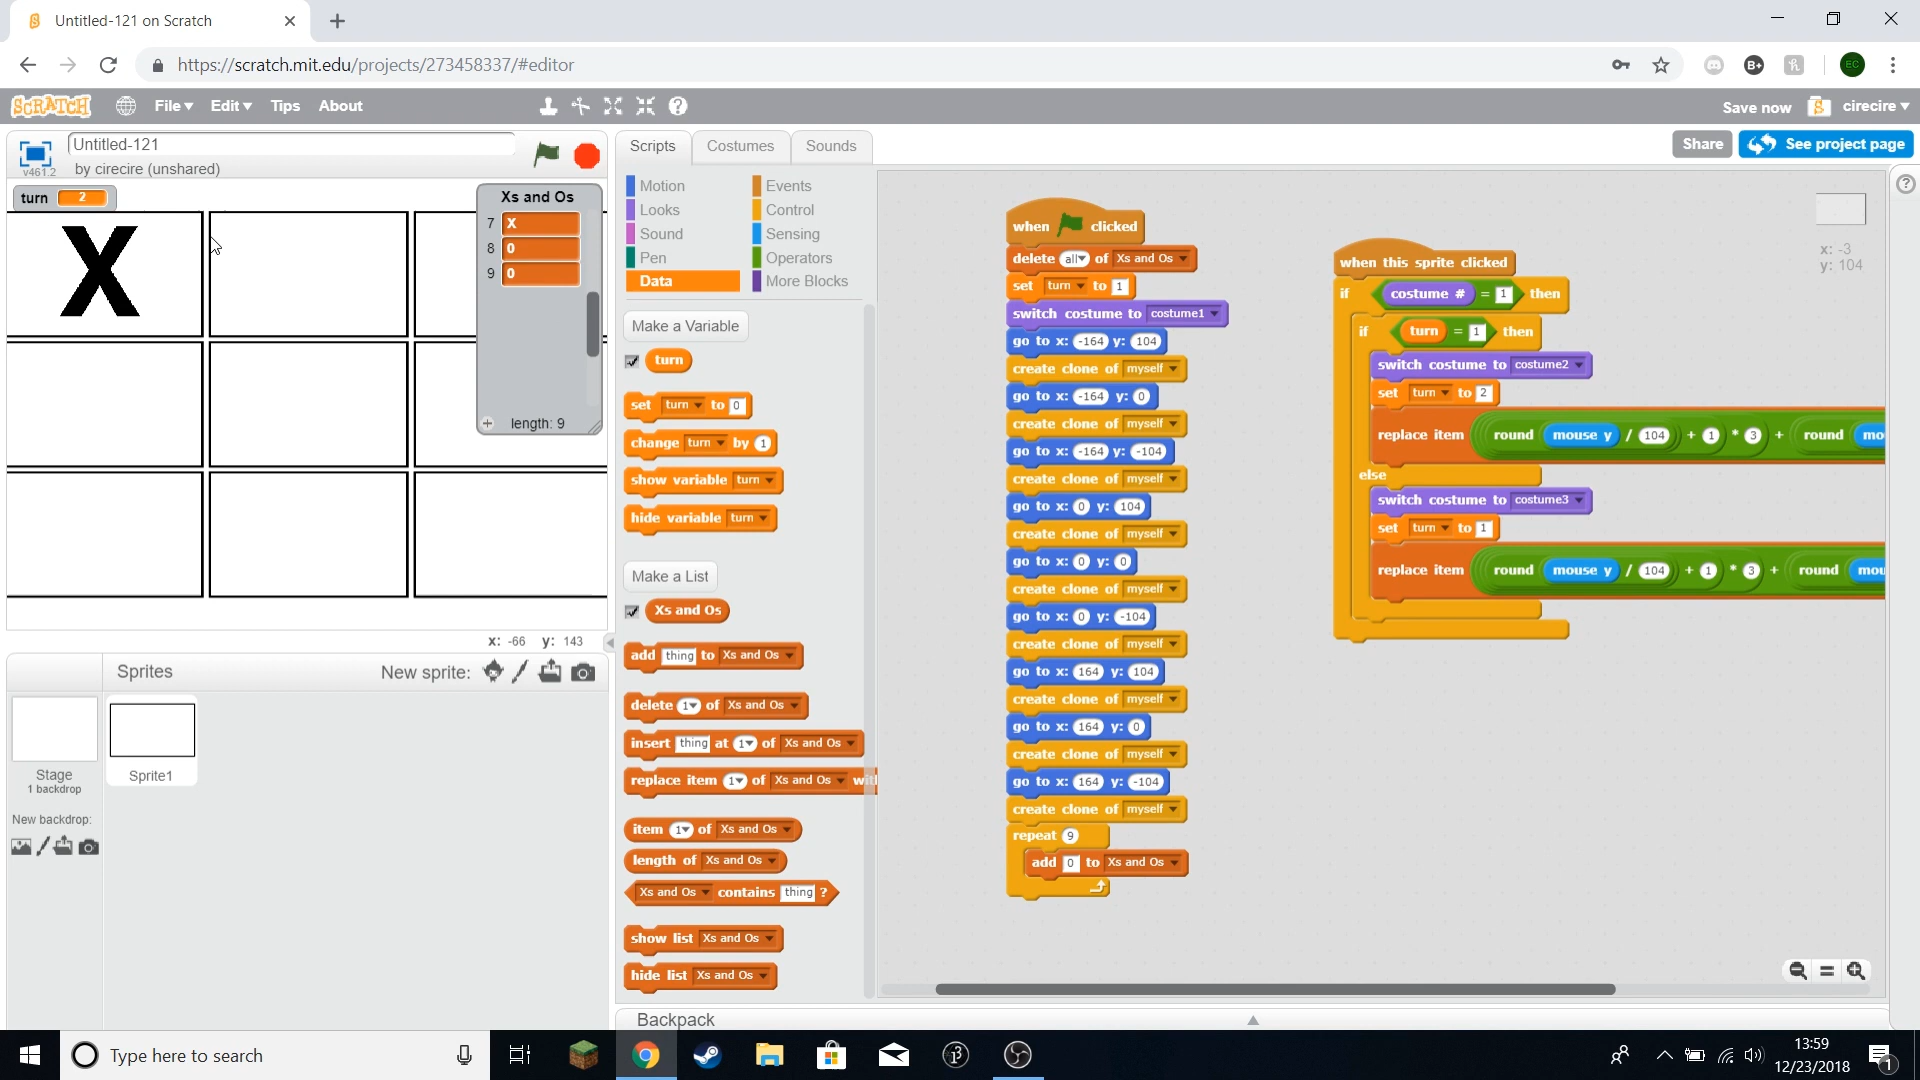 Untitled-121 on Scratch
https://scratch.mit.edu/projects/273458337/#editor
B+
EC
SCRATCH
File
Edit
Tips
About
Save now
cirecire
v461.2
Untitled-121
by cirecire (unshared)
Scripts
Costumes
Sounds
Share
See project page
turn 2
Xs and Os
7 X
8 0
9 0
length: 9
X
x: -66 y: 143
Sprites
New sprite:
Stage
1 backdrop
New backdrop:
Sprite1
Motion
Looks
Sound
Pen
Data
Events
Control
Sensing
Operators
More Blocks
Make a Variable
turn
set turn to 0
change turn by 1
show variable turn
hide variable turn
Make a List
Xs and Os
add thing to Xs and Os
delete 1 of Xs and Os
insert thing at 1 of Xs and Os
replace item 1 of Xs and Os wit
item 1 of Xs and Os
length of Xs and Os
Xs and Os contains thing ?
show list Xs and Os
hide list Xs and Os
when clicked
delete all of Xs and Os
set turn to 1
switch costume to costume1
go to x: -164 y: 104
create clone of myself
go to x: -164 y: 0
create clone of myself
go to x: -164 y: -104
create clone of myself
go to x: 0 y: 104
create clone of myself
go to x: 0 y: 0
create clone of myself
go to x: 0 y: -104
create clone of myself
go to x: 164 y: 104
create clone of myself
go to x: 164 y: 0
create clone of myself
go to x: 164 y: -104
create clone of myself
repeat 9
add 0 to Xs and Os
when this sprite clicked
if costume # = 1 then
if turn = 1 then
switch costume to costume2
set turn to 2
replace item round mouse y / 104 + 1 * 3 + round mo
else
switch costume to costume3
set turn to 1
replace item round mouse y / 104 + 1 * 3 + round mou
x: -3
y: 104
Backpack
Type here to search
13:59
12/23/2018
1